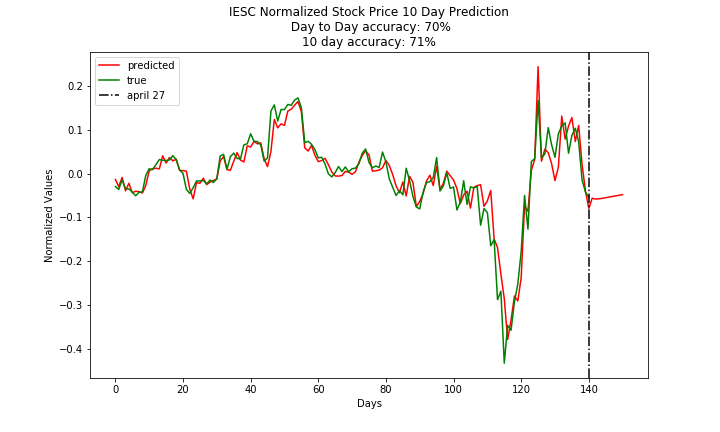 IESC Normalized Stock Price 10 Day Prediction
Day to Day accuracy: 70%
10 day accuracy: 71%
predicted
true
april 27
Normalized Values
0.2
0.1
0.0
−0.1
−0.2
−0.3
−0.4
0 20 40 60 80 100 120 140
Days